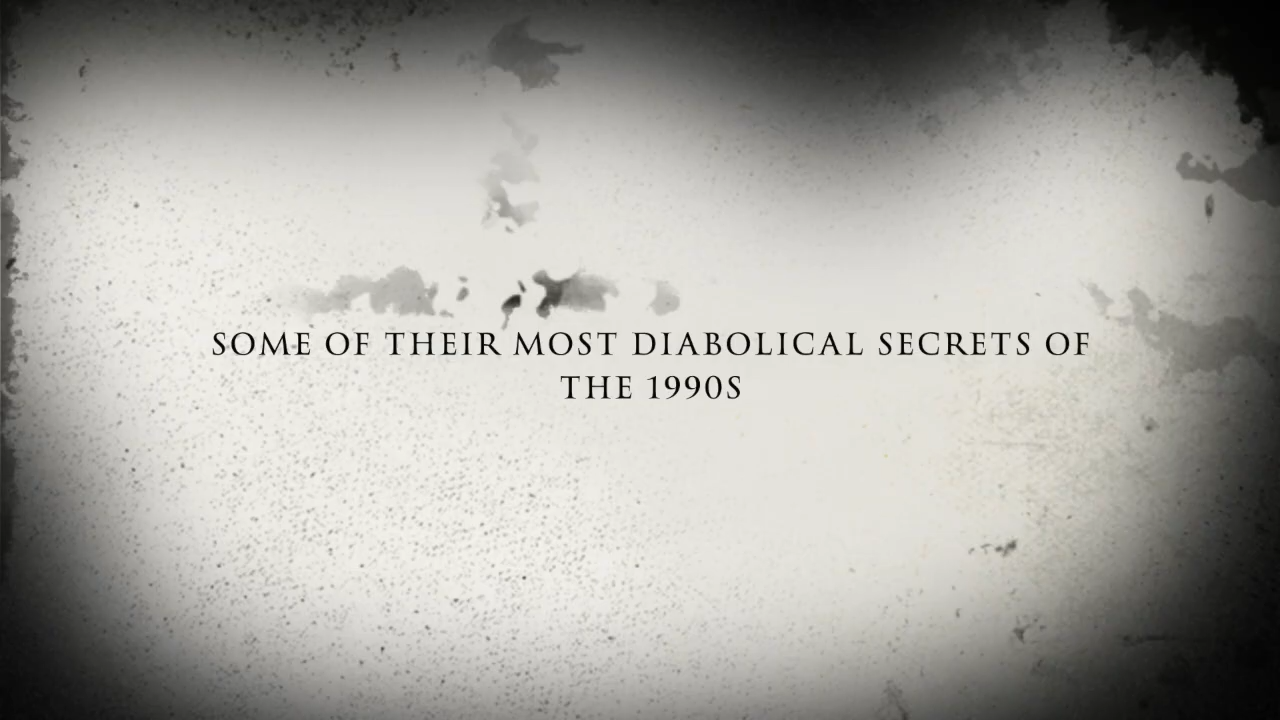 SOME OF THEIR MOST DIABOLICAL SECRETS OF
THE 1990S